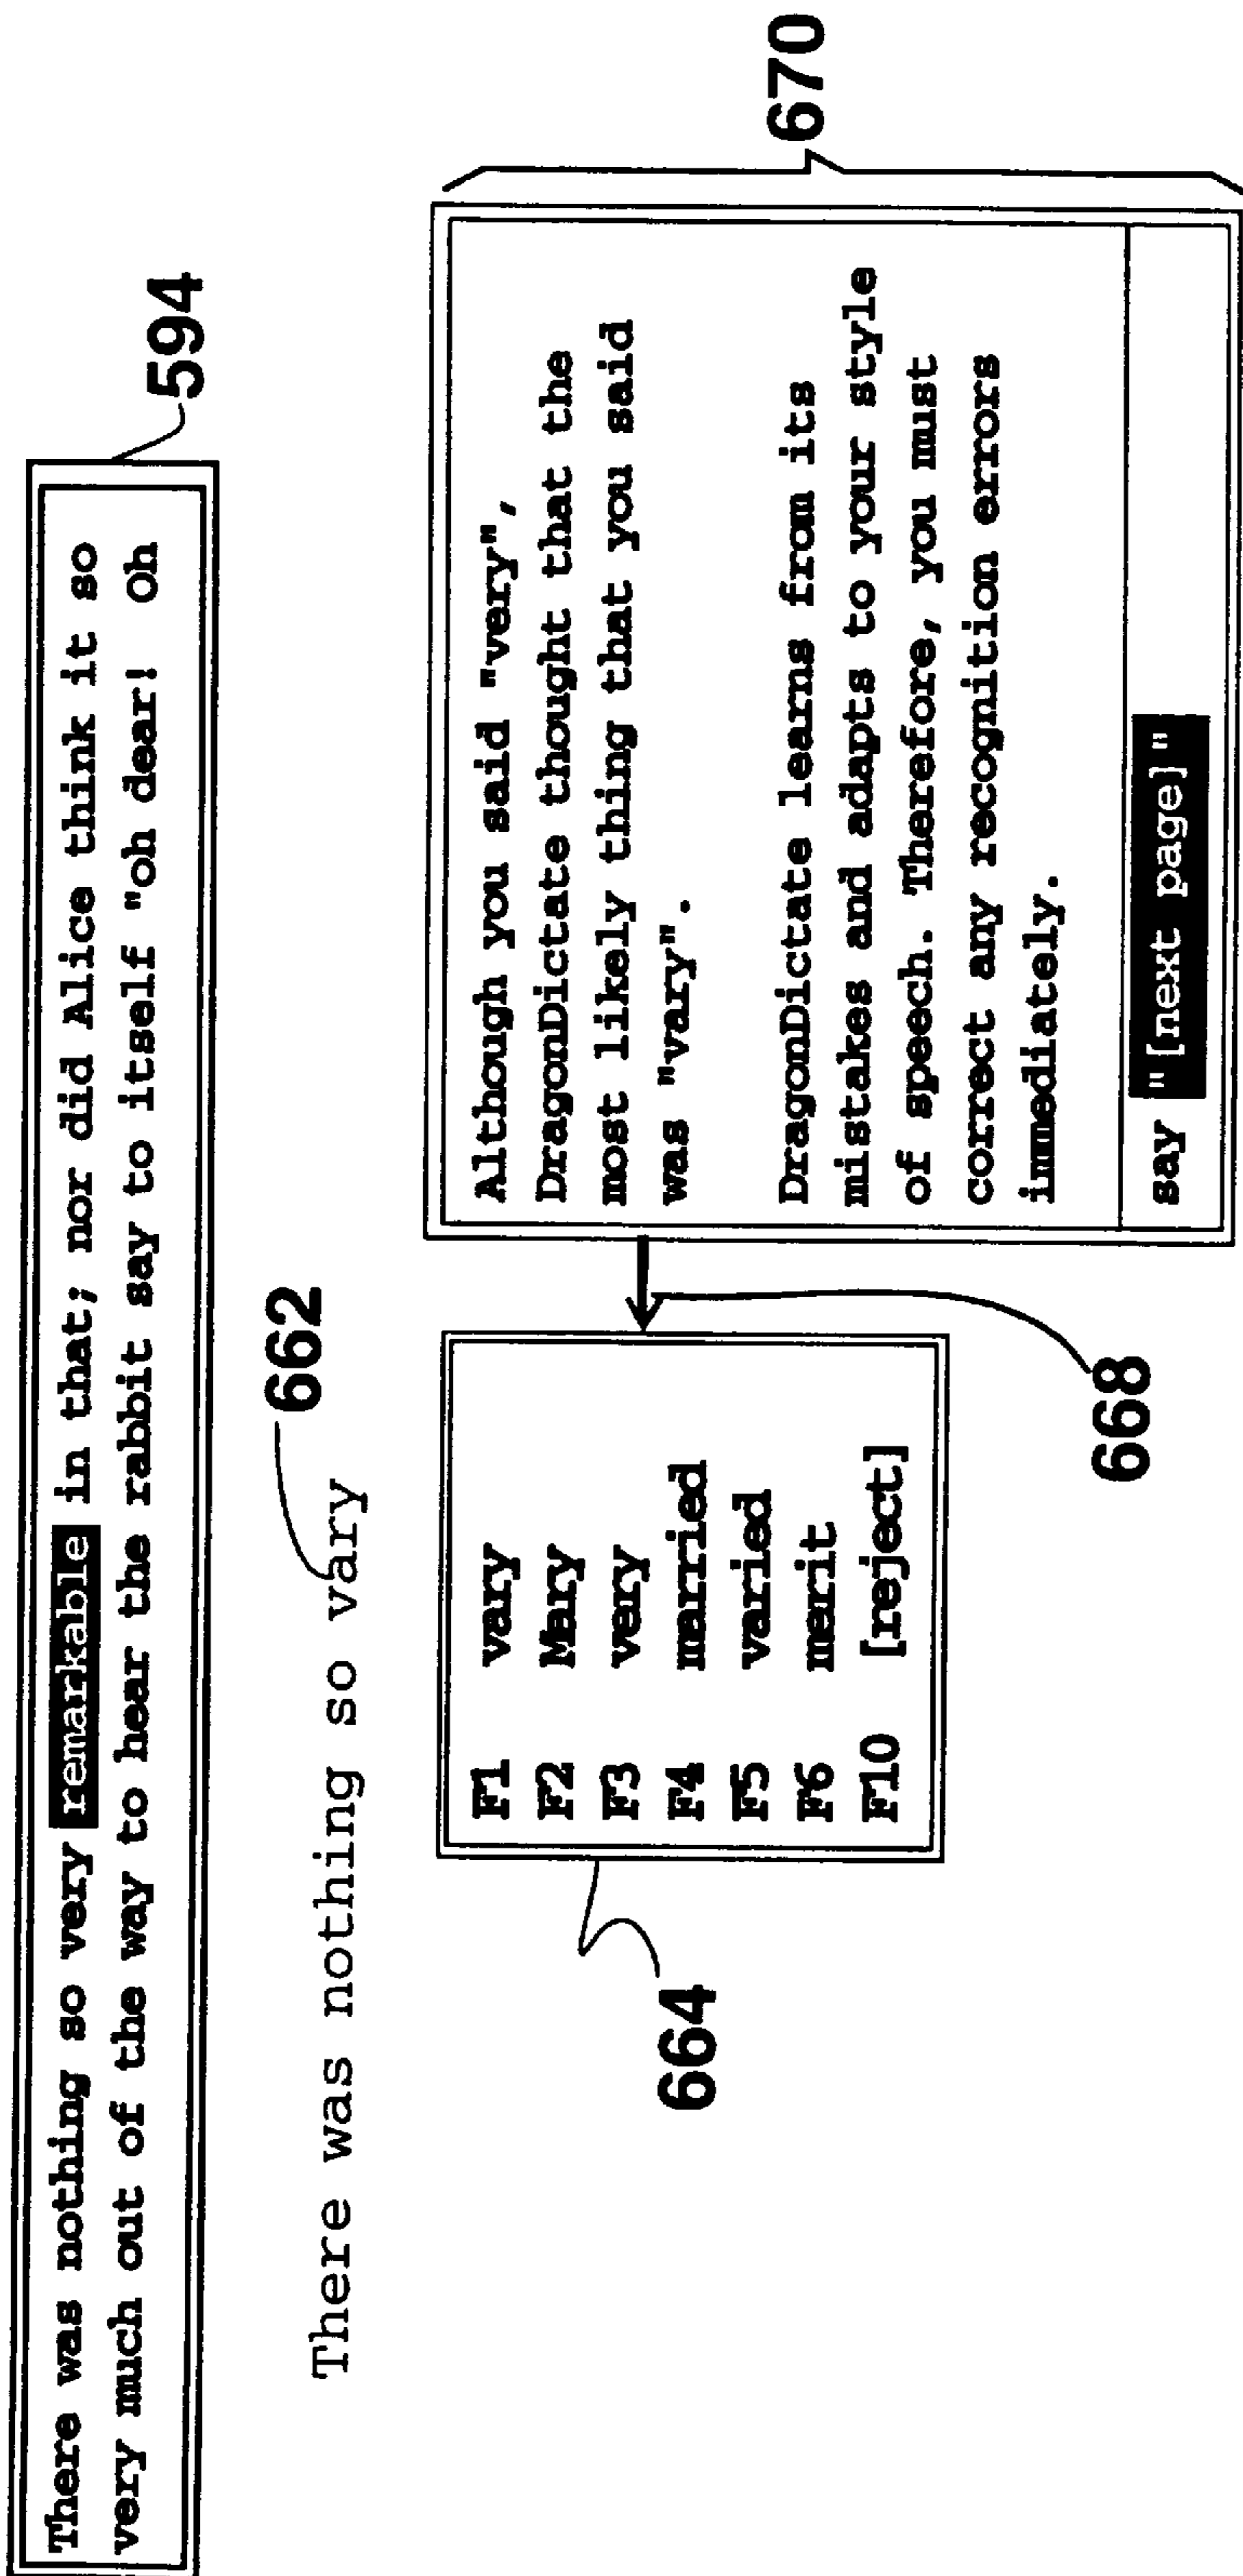 There was nothing so very remarkable in that; nor did Alice think it so
very much out of the way to hear the rabbit say to itself "oh dear!  Oh
594
662
There was nothing so vary
664
F1 vary
F2 Mary
F3 very
F4 married
F5 varied
F6 merit
F10 [reject]
668
Although you said "very",
DragonDictate thought that the
most likely thing that you said
was "vary".
DragonDictate learns from its
mistakes and adapts to your style
of speech. Therefore, you must
correct any recognition errors
immediately.
say "[next page]"
670